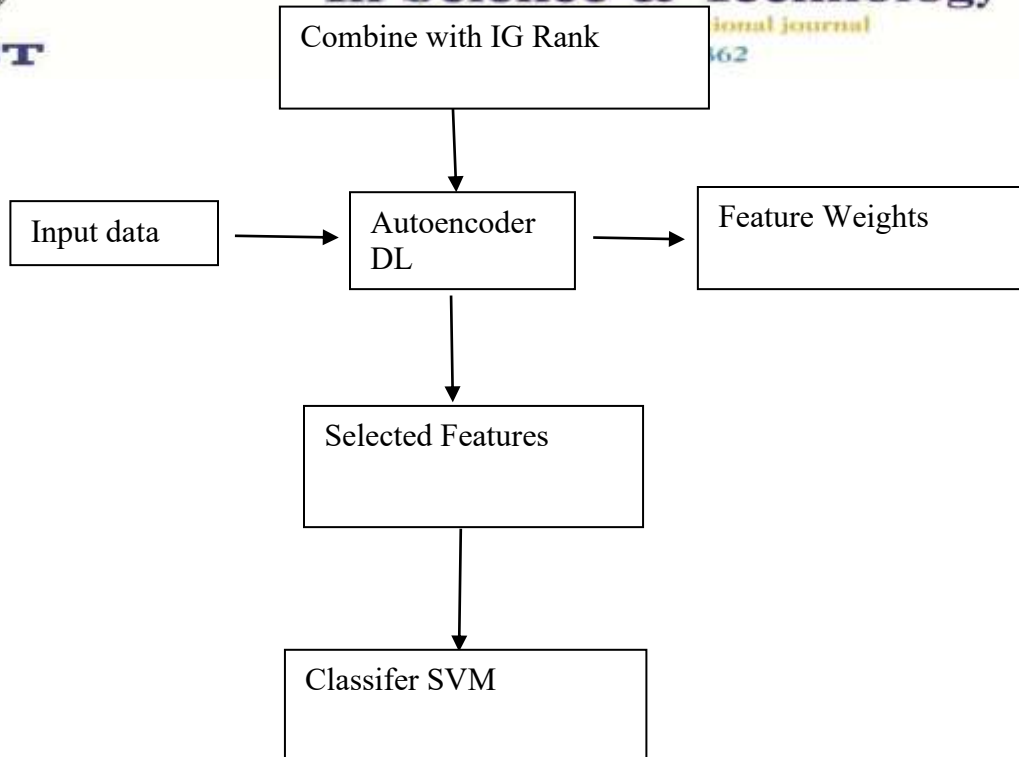 Combine with IG Rank
ional journal
T
Input data
Autoencoder
DL
Feature Weights
Selected Features
Classifer SVM